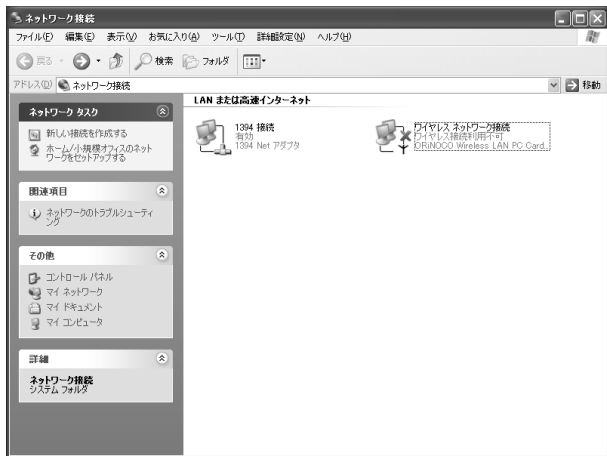 ネットワーク接続
ファイル(F) 編集(E) 表示(V) お気に入り(A) ツール(T) 詳細設定(N) ヘルプ(H)
戻る 検索 フォルダ
アドレス(D) ネットワーク接続 移動
ネットワーク タスク
新しい接続を作成する
ホーム/小規模オフィスのネット
ワークをセットアップする
関連項目
ネットワークのトラブルシューティ
ング
その他
コントロール パネル
マイ ネットワーク
マイ ドキュメント
マイ コンピュータ
詳細
ネットワーク接続
システム フォルダ
LAN または高速インターネット
1394 接続
有効
1394 Net アダプタ
ワイヤレス ネットワーク接続
ワイヤレス接続利用不可
ORiNOCO Wireless LAN PC Card...